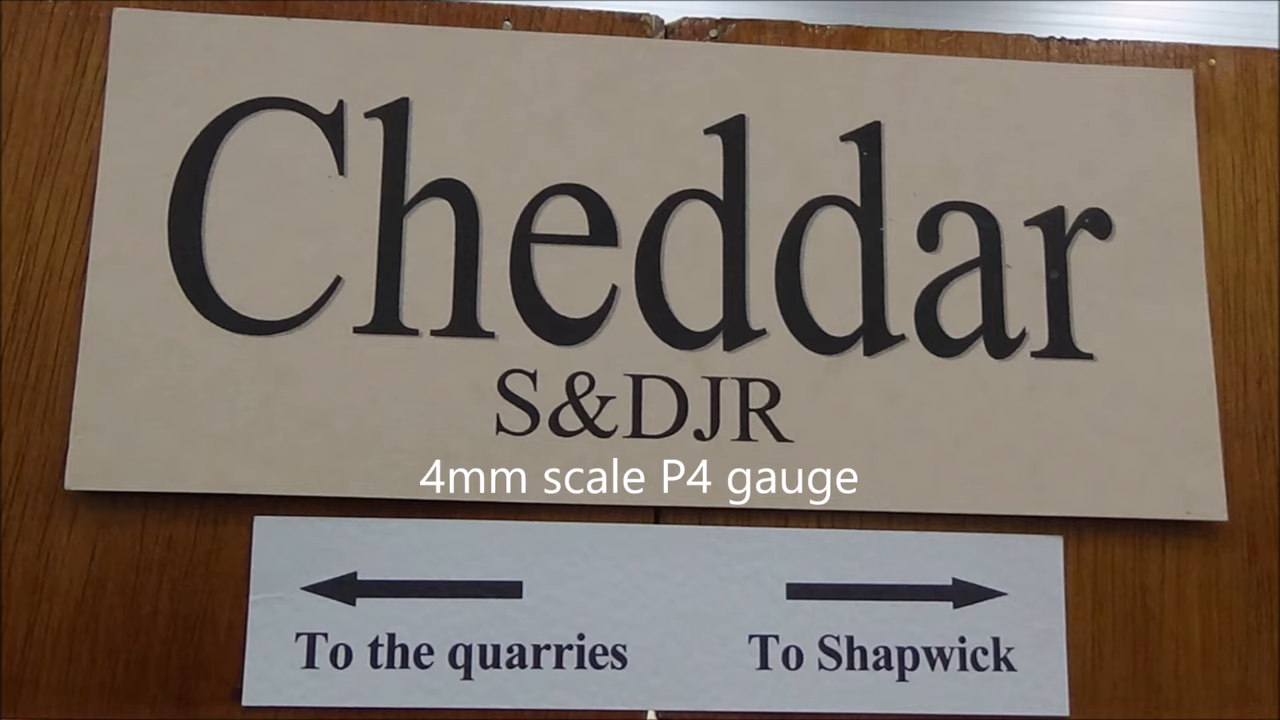 Cheddar
S&DJR
4mm scale P4 gauge
To the quarries
To Shapwick